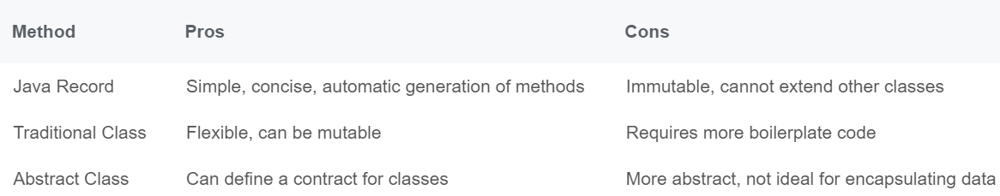 Method Pros Cons
Java Record Simple, concise, automatic generation of methods Immutable, cannot extend other classes
Traditional Class Flexible, can be mutable Requires more boilerplate code
Abstract Class Can define a contract for classes More abstract, not ideal for encapsulating data